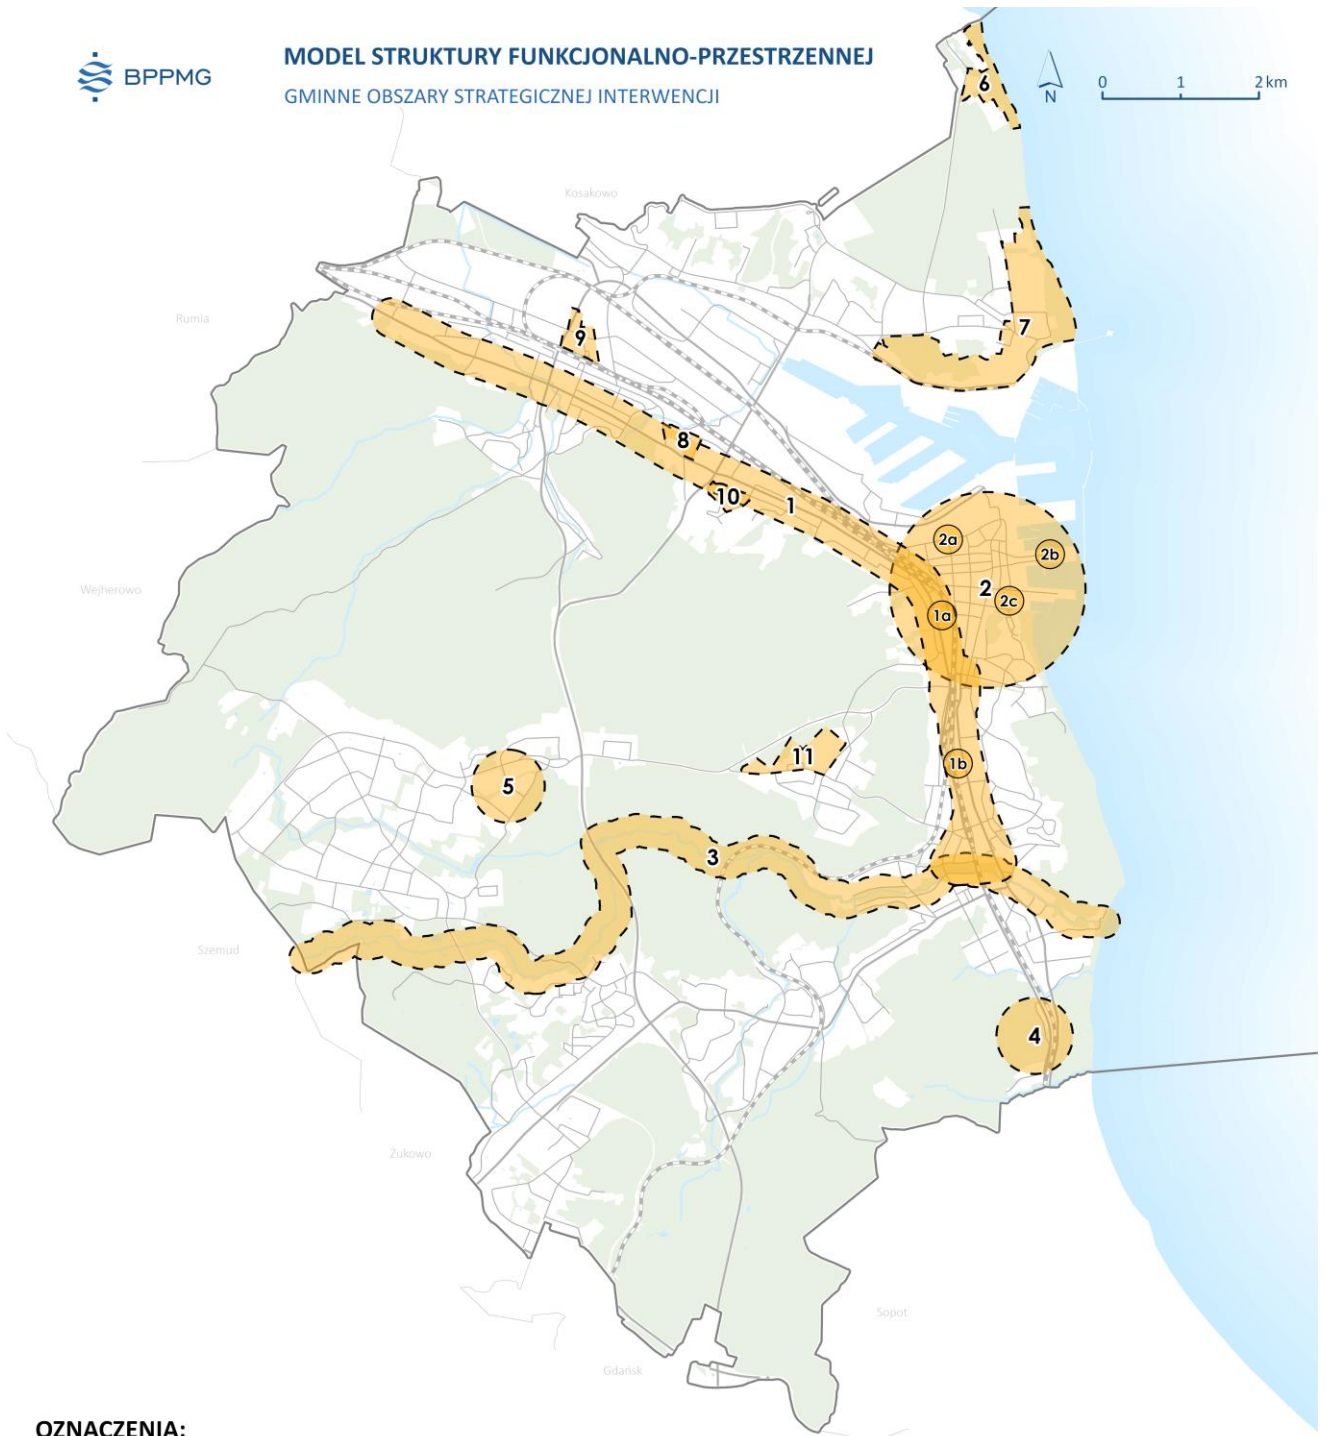 MODEL STRUKTURY FUNKCJONALNO-PRZESTRZENNEJ
BPPMG
GMINNE OBSZARY STRATEGICZNEJ INTERWENCJI
N
0 1 2 km
6
Kosakowo
Rumia
7
9
8
10
1
2a
2b
2
2c
1a
Wejherowo
11
1b
5
3
Szemud
4
Żukowo
Sopot
Gdańsk
OZNACZENIA: